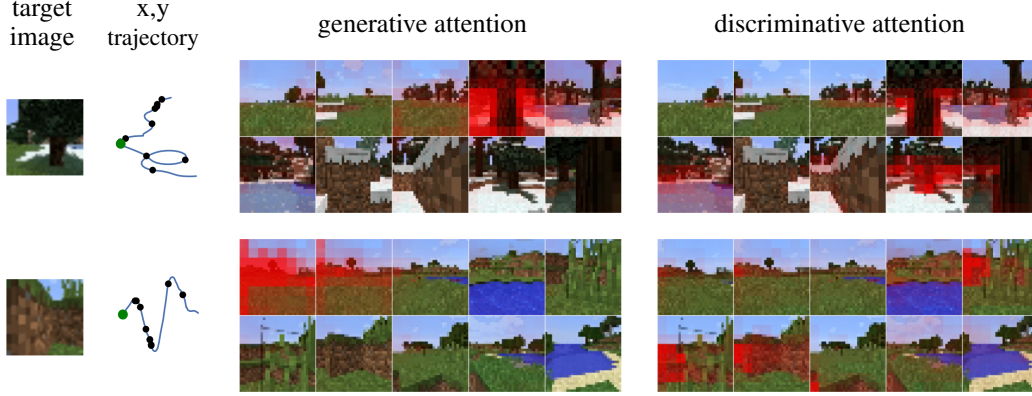 target
image
x,y
trajectory
generative attention
discriminative attention